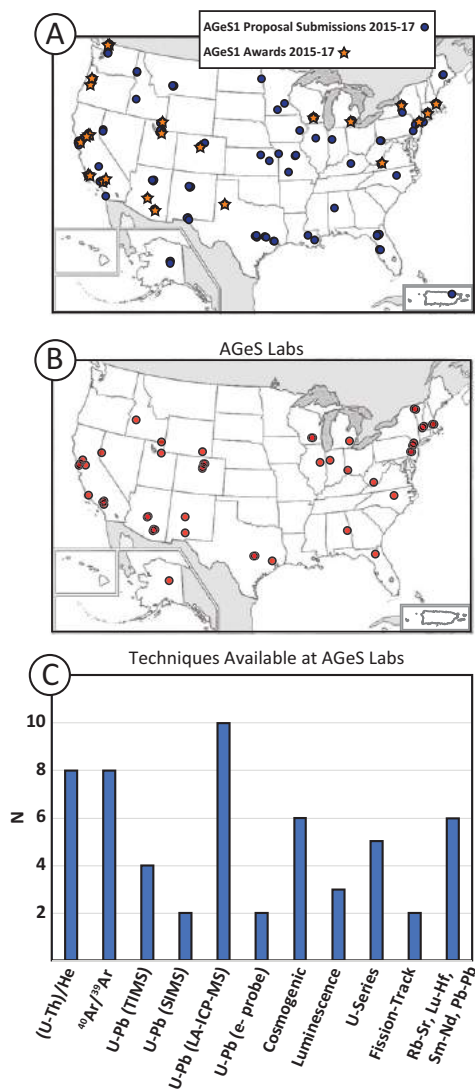 A
AGeS1 Proposal Submissions 2015-17
AGeS1 Awards 2015-17
B
AGeS Labs
C
Techniques Available at AGeS Labs
10
8
6
4
2
N
(U-Th)/He
⁴⁰Ar/³⁹Ar
U-Pb (TIMS)
U-Pb (SIMS)
U-Pb (LA-ICP-MS)
U-Pb (e- probe)
Cosmogenic
Luminescence
U-Series
Fission-Track
Rb-Sr, Lu-Hf,
Sm-Nd, Pb-Pb